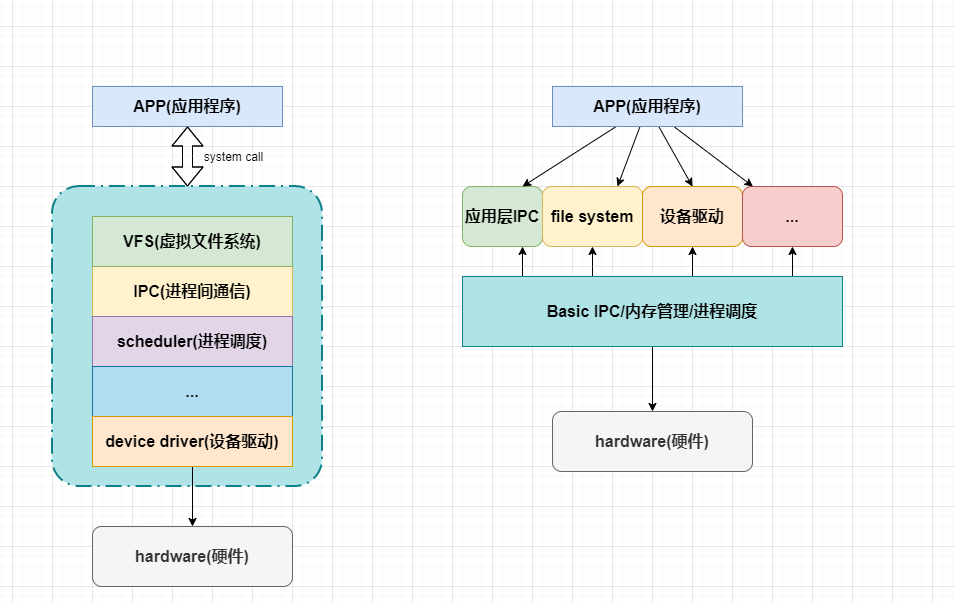 APP(应用程序)
system call
VFS(虚拟文件系统)
IPC(进程间通信)
scheduler(进程调度)
...
device driver(设备驱动)
hardware(硬件)
APP(应用程序)
应用层IPC
file system
设备驱动
...
Basic IPC/内存管理/进程调度
hardware(硬件)